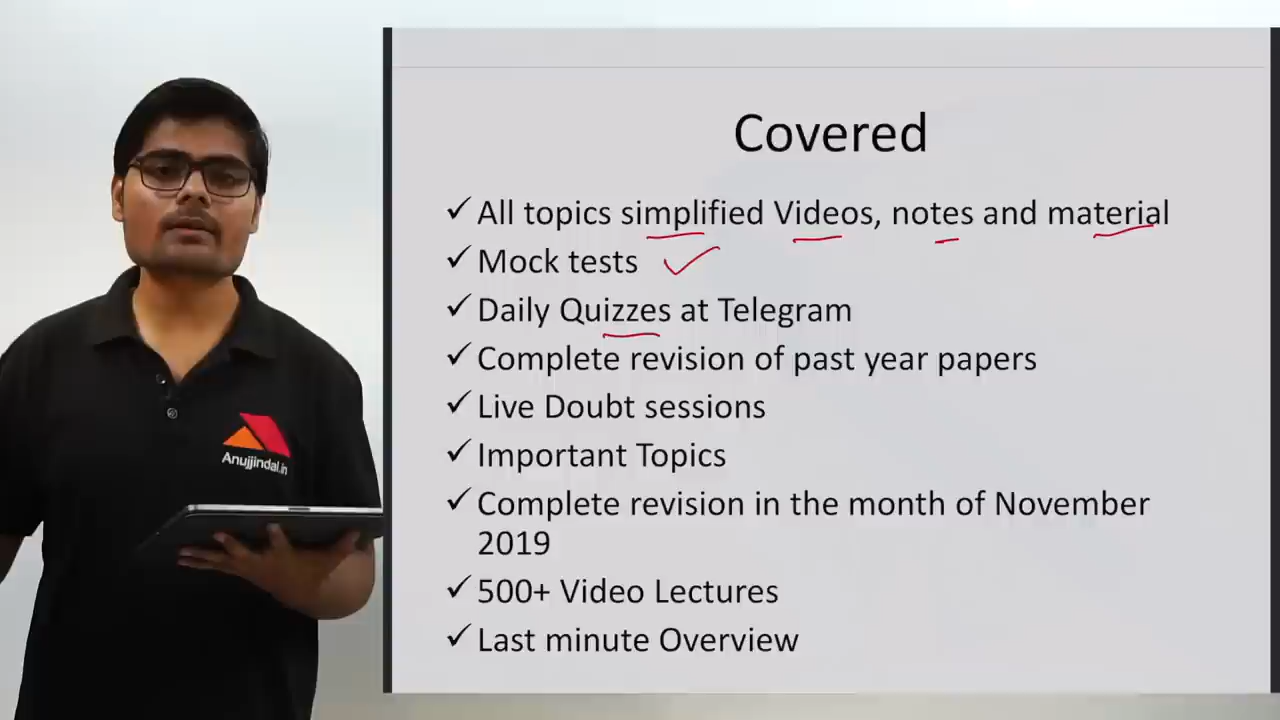 Covered
✓ All topics simplified Videos, notes and material
✓ Mock tests
✓ Daily Quizzes at Telegram
✓ Complete revision of past year papers
✓ Live Doubt sessions
✓ Important Topics
✓ Complete revision in the month of November
2019
✓ 500+ Video Lectures
✓ Last minute Overview
Anujjindal.in